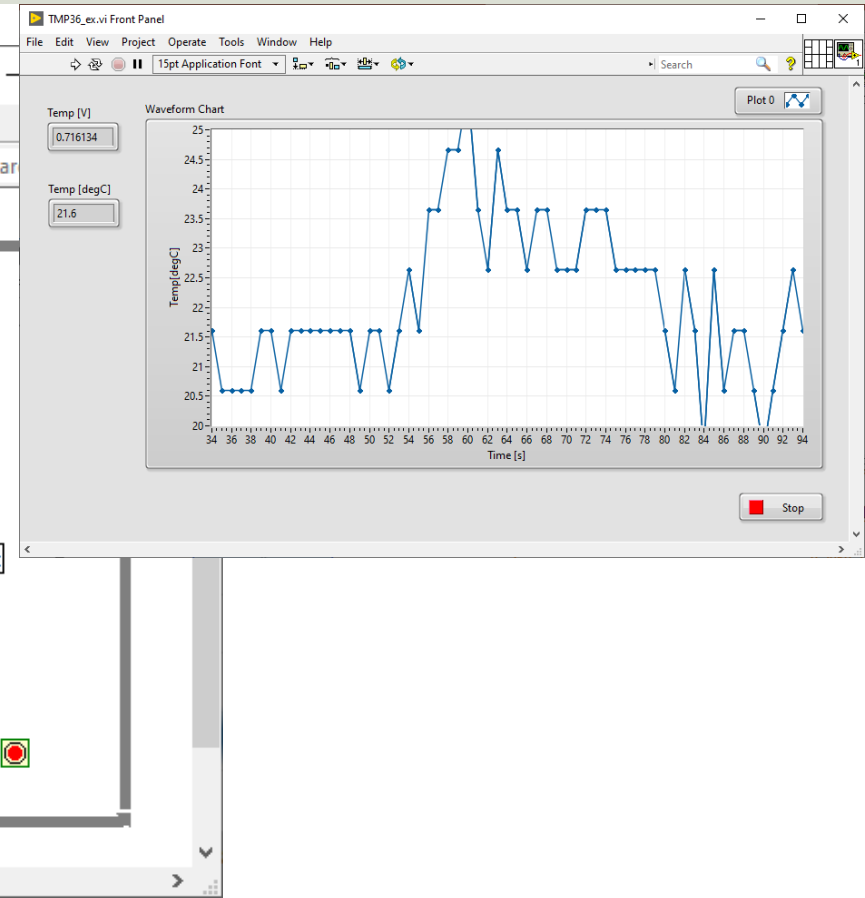 TMP36_ex.vi Front Panel
File Edit View Project Operate Tools Window Help
15pt Application Font
Search
?
1
Temp [V]
0.716134
Temp [degC]
21.6
Waveform Chart
Plot 0
25
24.5
24
23.5
23
22.5
22
21.5
21
20.5
20
Temp[degC]
34 36 38 40 42 44 46 48 50 52 54 56 58 60 62 64 66 68 70 72 74 76 78 80 82 84 86 88 90 92 94
Time [s]
Stop